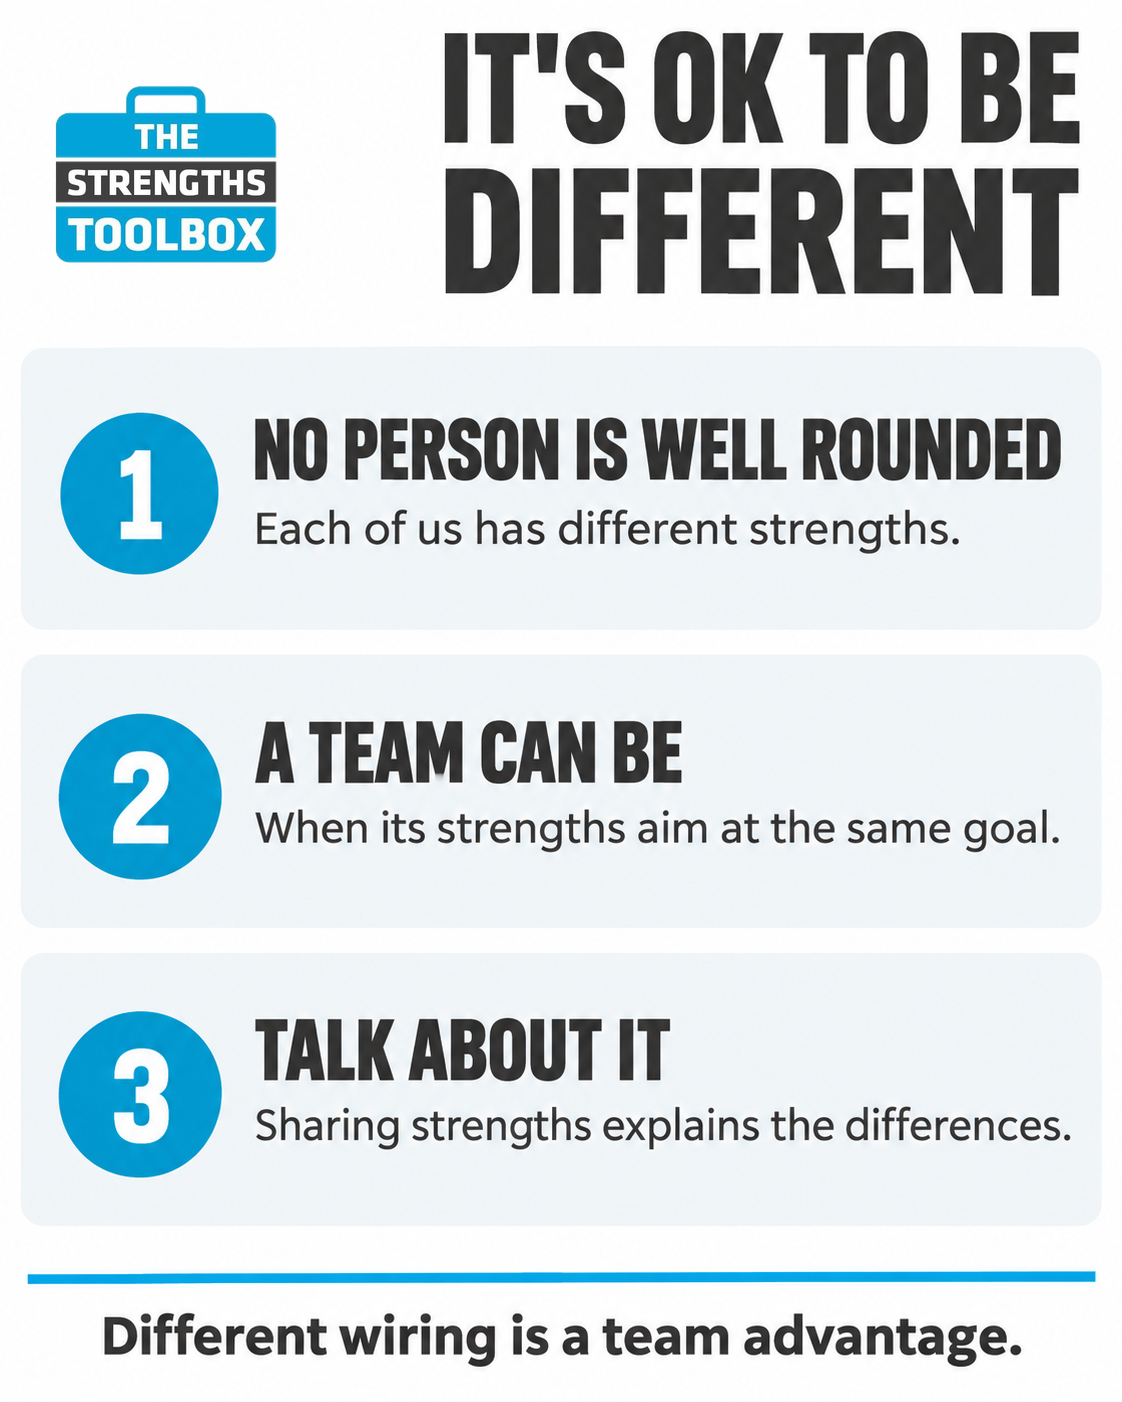 THE
STRENGTHS
TOOLBOX
IT'S OK TO BE
DIFFERENT
1
NO PERSON IS WELL ROUNDED
Each of us has different strengths.
2
A TEAM CAN BE
When its strengths aim at the same goal.
3
TALK ABOUT IT
Sharing strengths explains the differences.
Different wiring is a team advantage.